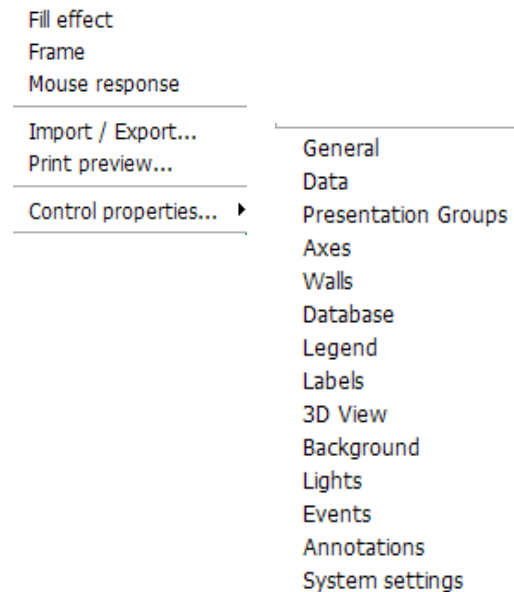 Fill effect
Frame
Mouse response
Import / Export...
Print preview...
Control properties...
General
Data
Presentation Groups
Axes
Walls
Database
Legend
Labels
3D View
Background
Lights
Events
Annotations
System settings